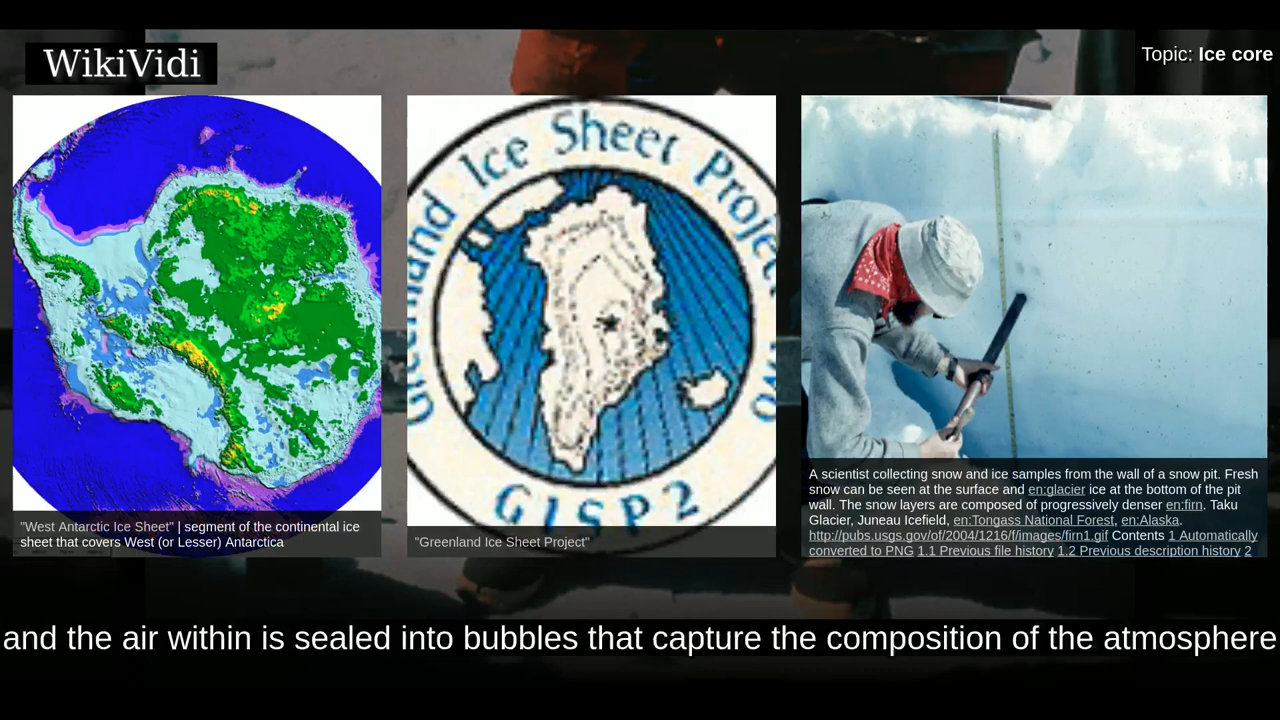 WikiVidi
Topic: Ice core
Greenland Ice Sheet Project Two
GISP2
"West Antarctic Ice Sheet" | segment of the continental ice
sheet that covers West (or Lesser) Antarctica
"Greenland Ice Sheet Project"
A scientist collecting snow and ice samples from the wall of a snow pit. Fresh
snow can be seen at the surface and en:glacier ice at the bottom of the pit
wall. The snow layers are composed of progressively denser en:firn. Taku
Glacier, Juneau Icefield, en:Tongass National Forest, en:Alaska.
http://pubs.usgs.gov/of/2004/1216/f/images/firn1.gif Contents 1 Automatically
converted to PNG 1.1 Previous file history 1.2 Previous description history 2
and the air within is sealed into bubbles that capture the composition of the atmosphere